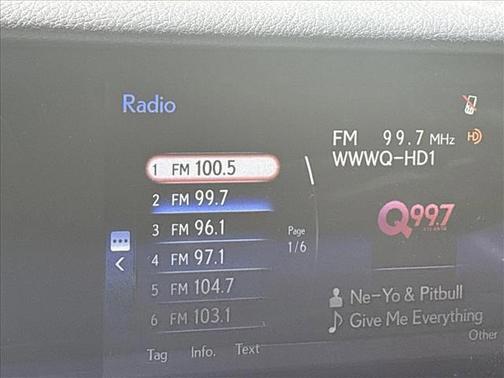 Radio
1 FM 100.5
2 FM 99.7
3 FM 96.1
4 FM 97.1
5 FM 104.7
6 FM 103.1
Page
1/6
Tag Info. Text
FM 99.7 MHz HD
WWWQ-HD1
Q99.7
ATLANTA
Ne-Yo & Pitbull
Give Me Everything
Other